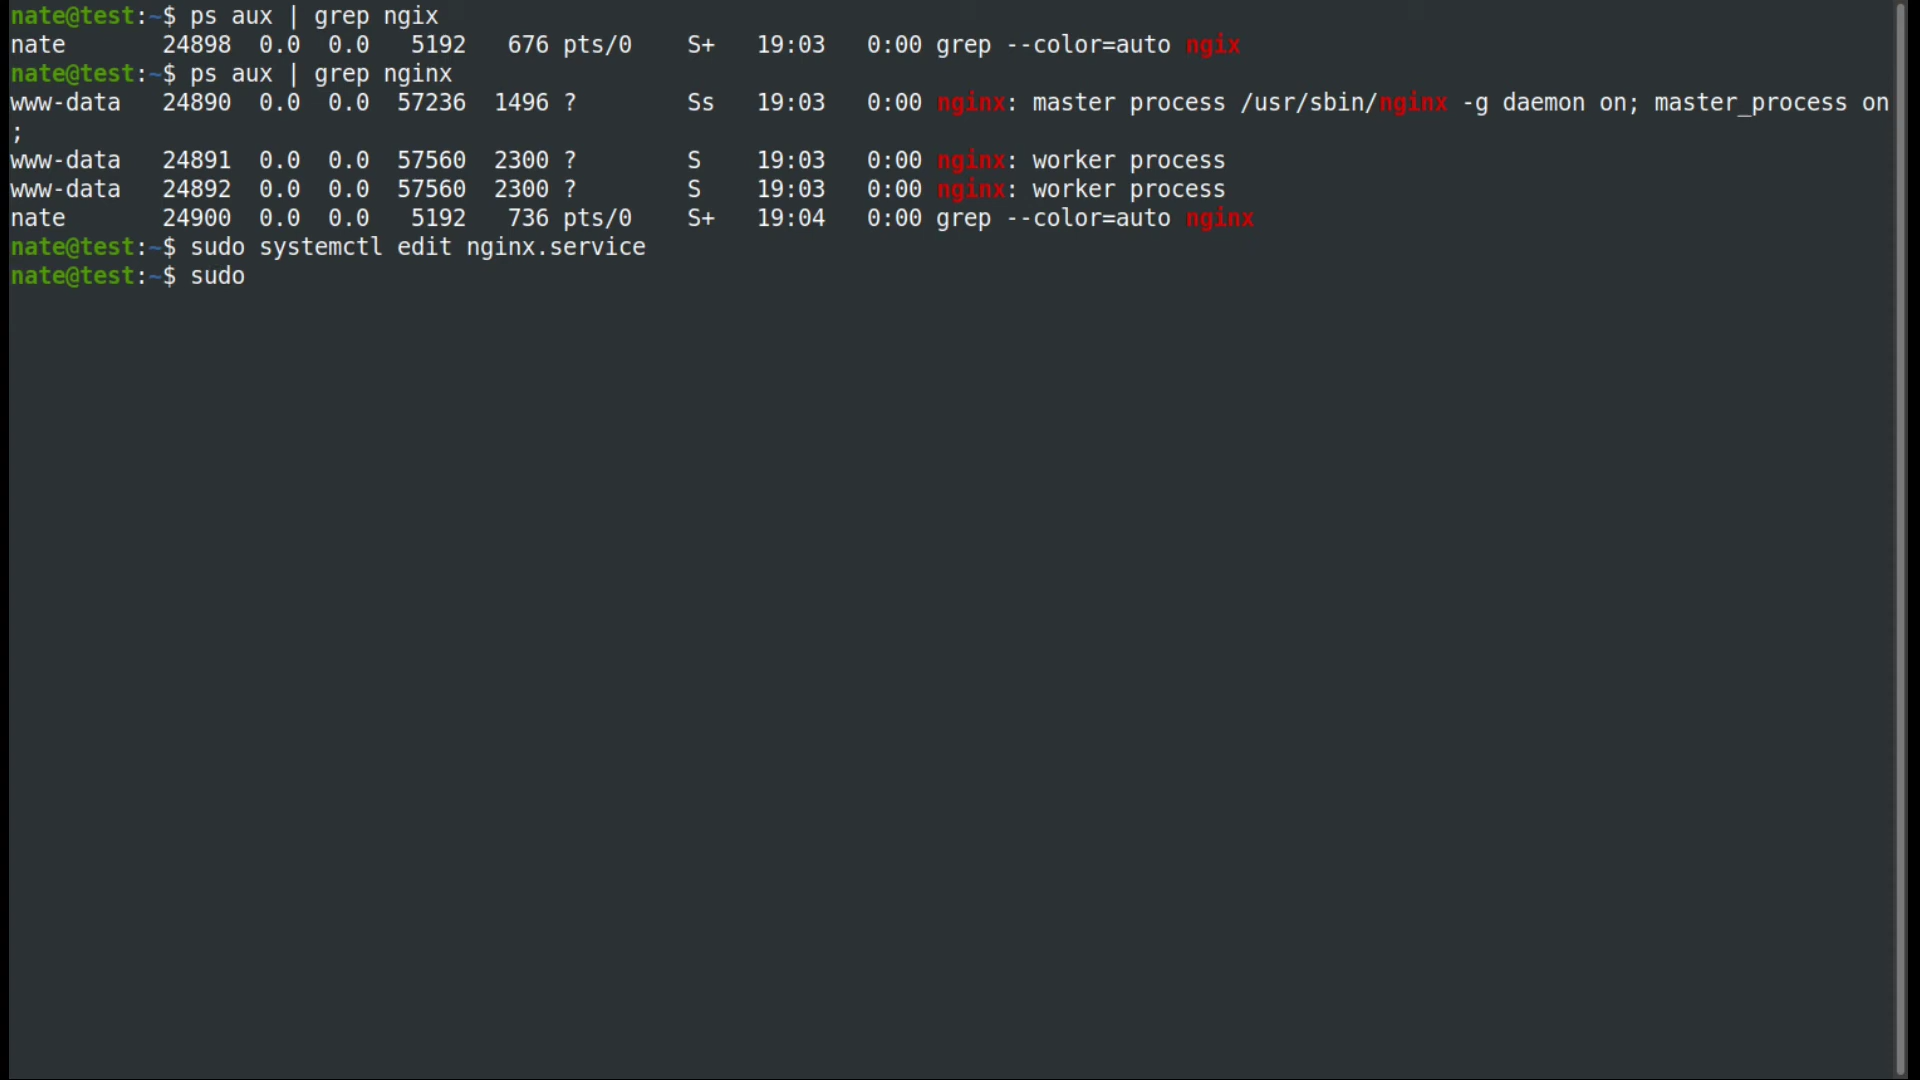 nate@test:~$ ps aux | grep ngix
nate       24898  0.0  0.0   5192   676 pts/0    S+   19:03   0:00 grep --color=auto ngix
nate@test:~$ ps aux | grep nginx
www-data   24890  0.0  0.0  57236  1496 ?        Ss   19:03   0:00 nginx: master process /usr/sbin/nginx -g daemon on; master_process on
;
www-data   24891  0.0  0.0  57560  2300 ?        S    19:03   0:00 nginx: worker process
www-data   24892  0.0  0.0  57560  2300 ?        S    19:03   0:00 nginx: worker process
nate       24900  0.0  0.0   5192   736 pts/0    S+   19:04   0:00 grep --color=auto nginx
nate@test:~$ sudo systemctl edit nginx.service
nate@test:~$ sudo